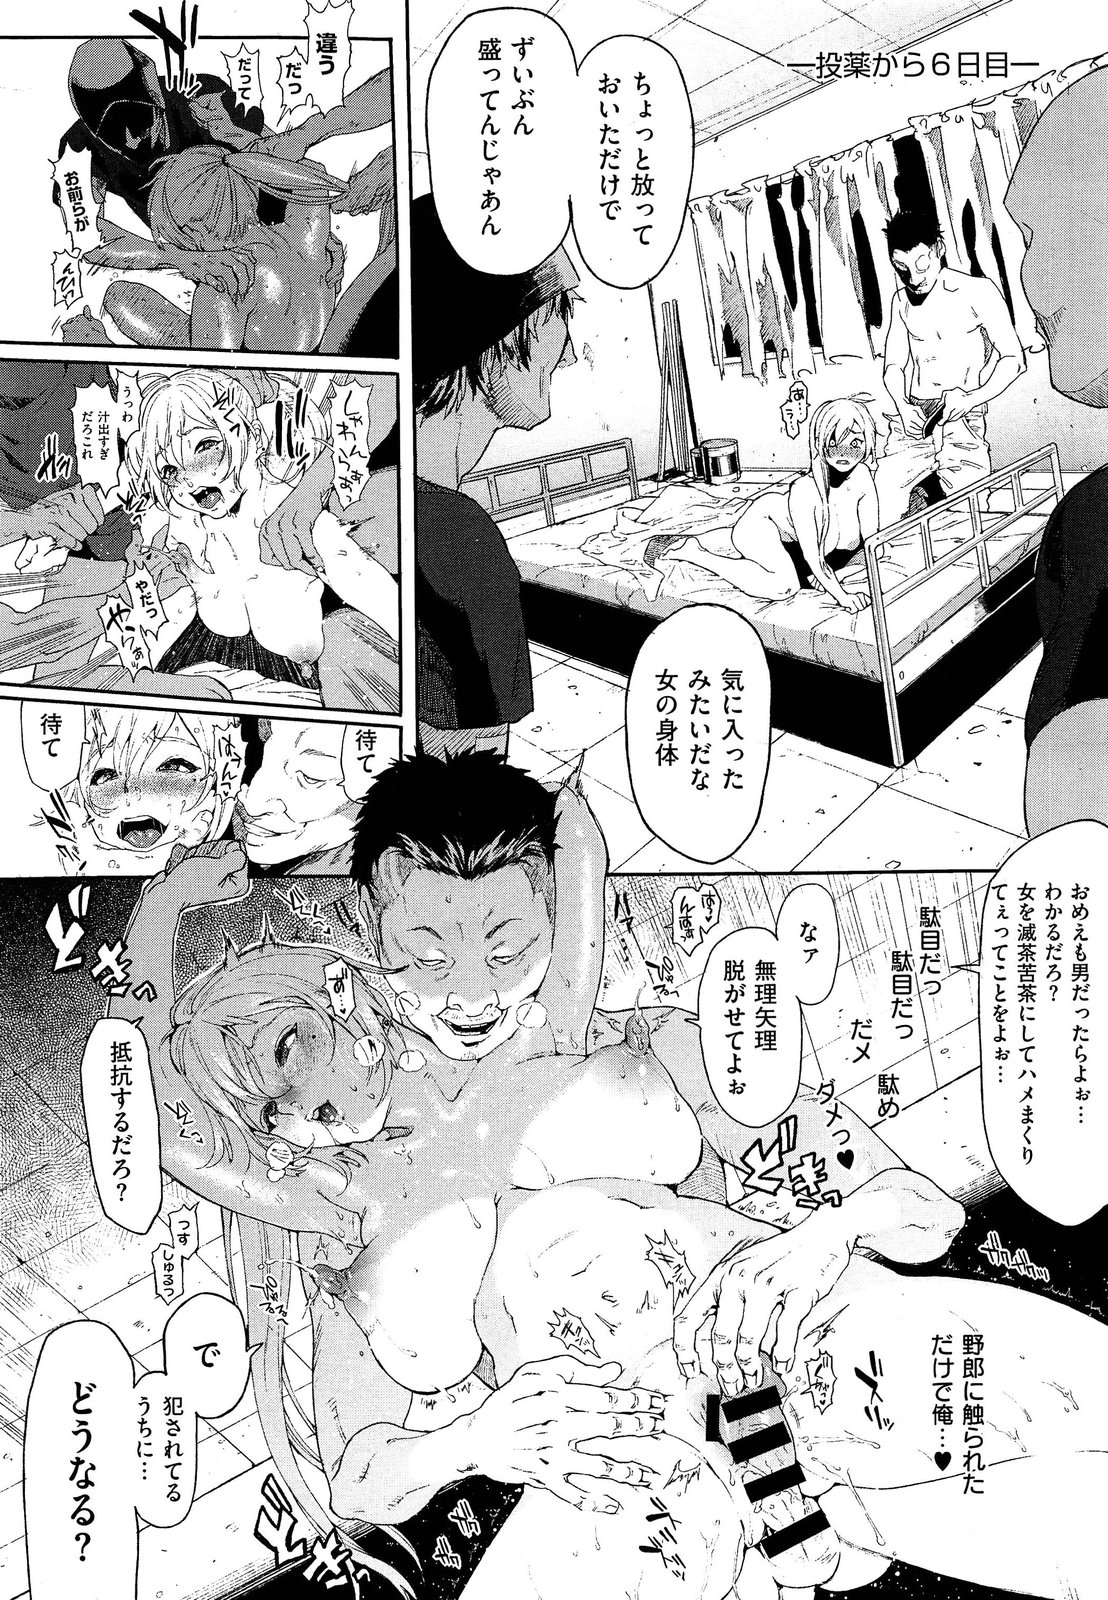 ―投薬から6日目―
ちょっと放って
おいただけで
ずいぶん
盛ってんじゃあん
気に入った
みたいだな
女の身体
違う
だっ
だって
お前らが
うっわ
汁出すぎ
だろこれ
やだっ
待て
待て
おめえも男だったらよぉ…
わかるだろ?
女を滅茶苦茶にしてハメまくり
てぇってことをよぉ…
駄目だっ
駄目だっ
だメ
駄め
ダメっ♥
なァ
無理矢理
脱がせてよぉ
抵抗するだろ?
つす
しゅるっ
で
犯されてる
うちに…
どうなる?
野郎に触られた
だけで俺…♥